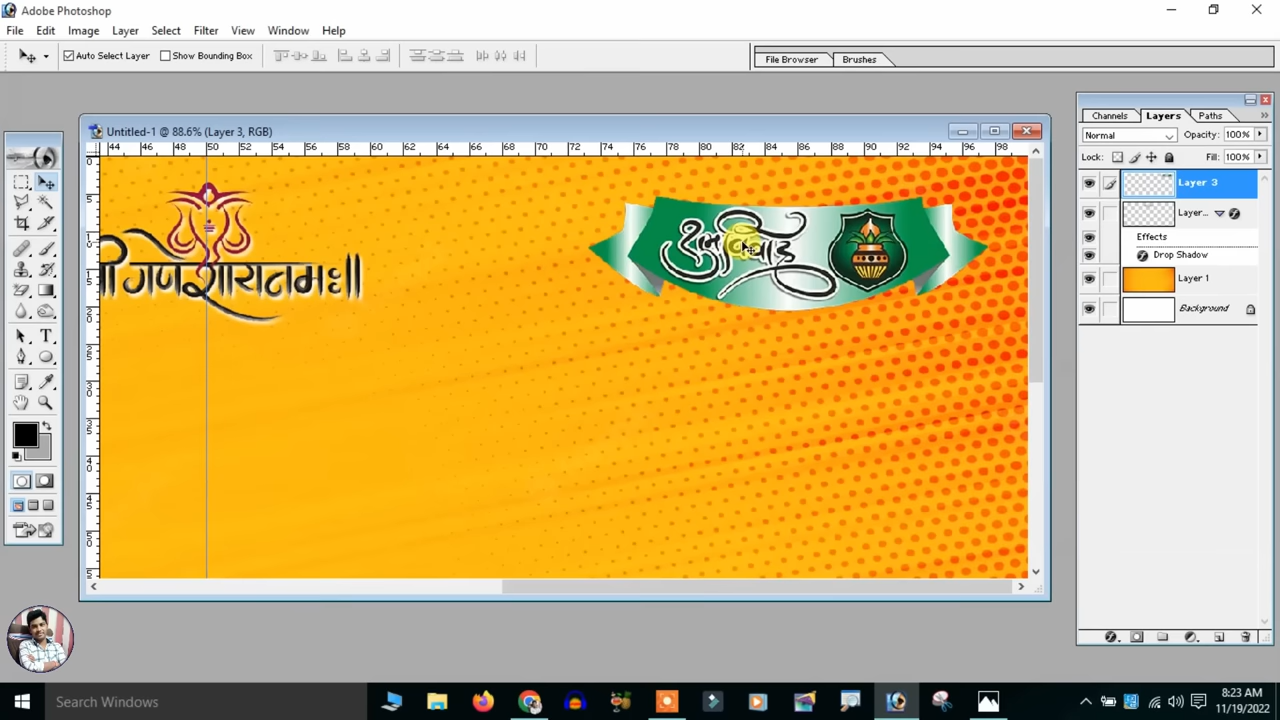 Adobe Photoshop
File Edit Image Layer Select Filter View Window Help
Auto Select Layer Show Bounding Box
File Browser Brushes
Untitled-1 @ 88.6% (Layer 3, RGB)
44 46 48 50 52 54 56 58 60 62 64 66 68 70 72 74 76 78 80 82 84 86 88 90 92 94 96 98
Channels Layers Paths
Normal Opacity: 100%
Lock: Fill: 100%
Layer 3
Layer...
Effects
Drop Shadow
Layer 1
Background
श्री गणेशाय नमः॥
शुभ विवाह
Search Windows
8:23 AM
11/19/2022